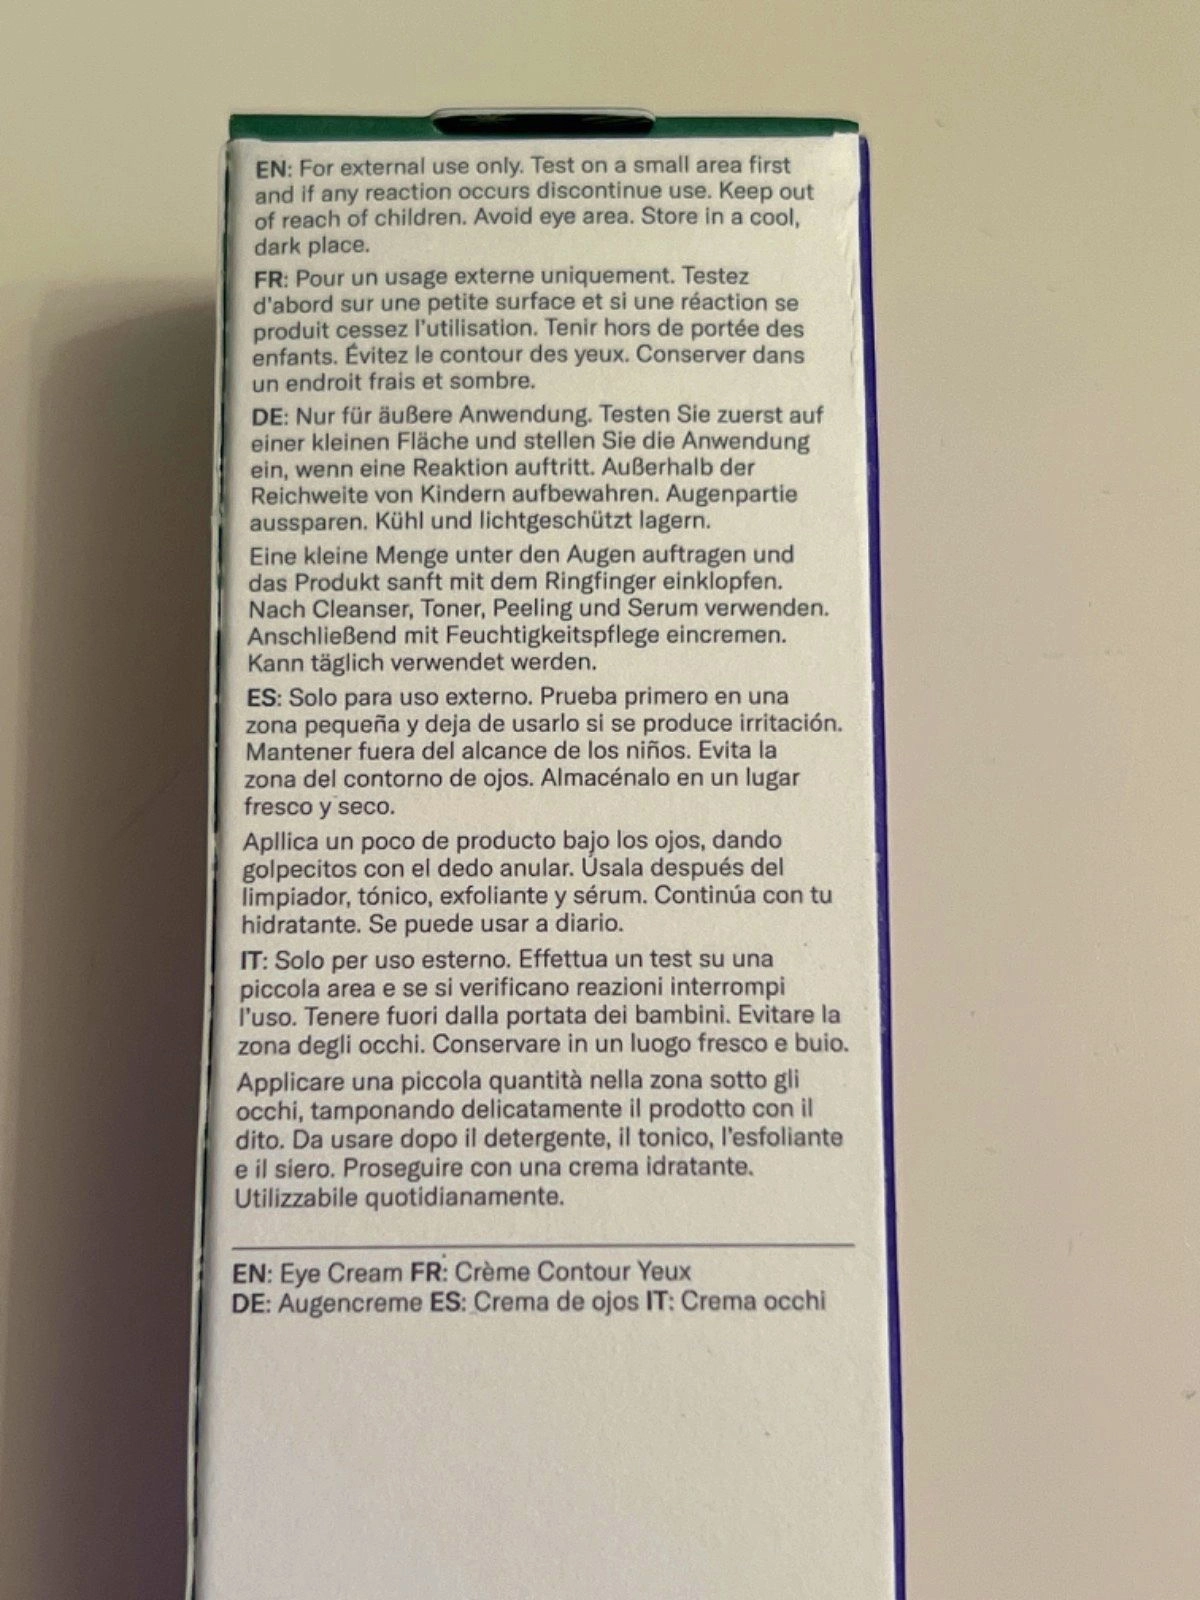 EN: For external use only. Test on a small area first
and if any reaction occurs discontinue use. Keep out
of reach of children. Avoid eye area. Store in a cool,
dark place.
FR: Pour un usage externe uniquement. Testez
d'abord sur une petite surface et si une réaction se
produit cessez l'utilisation. Tenir hors de portée des
enfants. Évitez le contour des yeux. Conserver dans
un endroit frais et sombre.
DE: Nur für äußere Anwendung. Testen Sie zuerst auf
einer kleinen Fläche und stellen Sie die Anwendung
ein, wenn eine Reaktion auftritt. Außerhalb der
Reichweite von Kindern aufbewahren. Augenpartie
aussparen. Kühl und lichtgeschützt lagern.
Eine kleine Menge unter den Augen auftragen und
das Produkt sanft mit dem Ringfinger einklopfen.
Nach Cleanser, Toner, Peeling und Serum verwenden.
Anschließend mit Feuchtigkeitspflege eincremen.
Kann täglich verwendet werden.
ES: Solo para uso externo. Prueba primero en una
zona pequeña y deja de usarlo si se produce irritación.
Mantener fuera del alcance de los niños. Evita la
zona del contorno de ojos. Almacénalo en un lugar
fresco y seco.
Apllica un poco de producto bajo los ojos, dando
golpecitos con el dedo anular. Úsala después del
limpiador, tónico, exfoliante y sérum. Continúa con tu
hidratante. Se puede usar a diario.
IT: Solo per uso esterno. Effettua un test su una
piccola area e se si verificano reazioni interrompi
l'uso. Tenere fuori dalla portata dei bambini. Evitare la
zona degli occhi. Conservare in un luogo fresco e buio.
Applicare una piccola quantità nella zona sotto gli
occhi, tamponando delicatamente il prodotto con il
dito. Da usare dopo il detergente, il tonico, l'esfoliante
e il siero. Proseguire con una crema idratante.
Utilizzabile quotidianamente.
EN: Eye Cream FR: Crème Contour Yeux
DE: Augencreme ES: Crema de ojos IT: Crema occhi